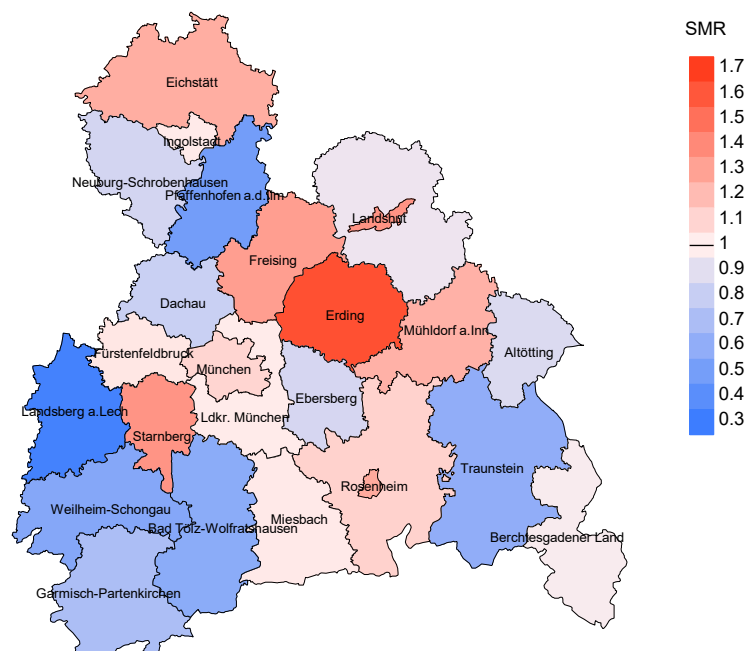 SMR
1.7
1.6
1.5
1.4
1.3
1.2
1.1
1
0.9
0.8
0.7
0.6
0.5
0.4
0.3
Eichstätt
Ingolstadt
Neuburg-Schrobenhausen
Pfaffenhofen a.d.Ilm
Landshut
Freising
Dachau
Erding
Mühldorf a.Inn
Fürstenfeldbruck
Altötting
München
Ebersberg
Landsberg a.Lech
Ldkr. München
Starnberg
Traunstein
Rosenheim
Weilheim-Schongau
Miesbach
Bad Tölz-Wolfratshausen
Berchtesgadener Land
Garmisch-Partenkirchen